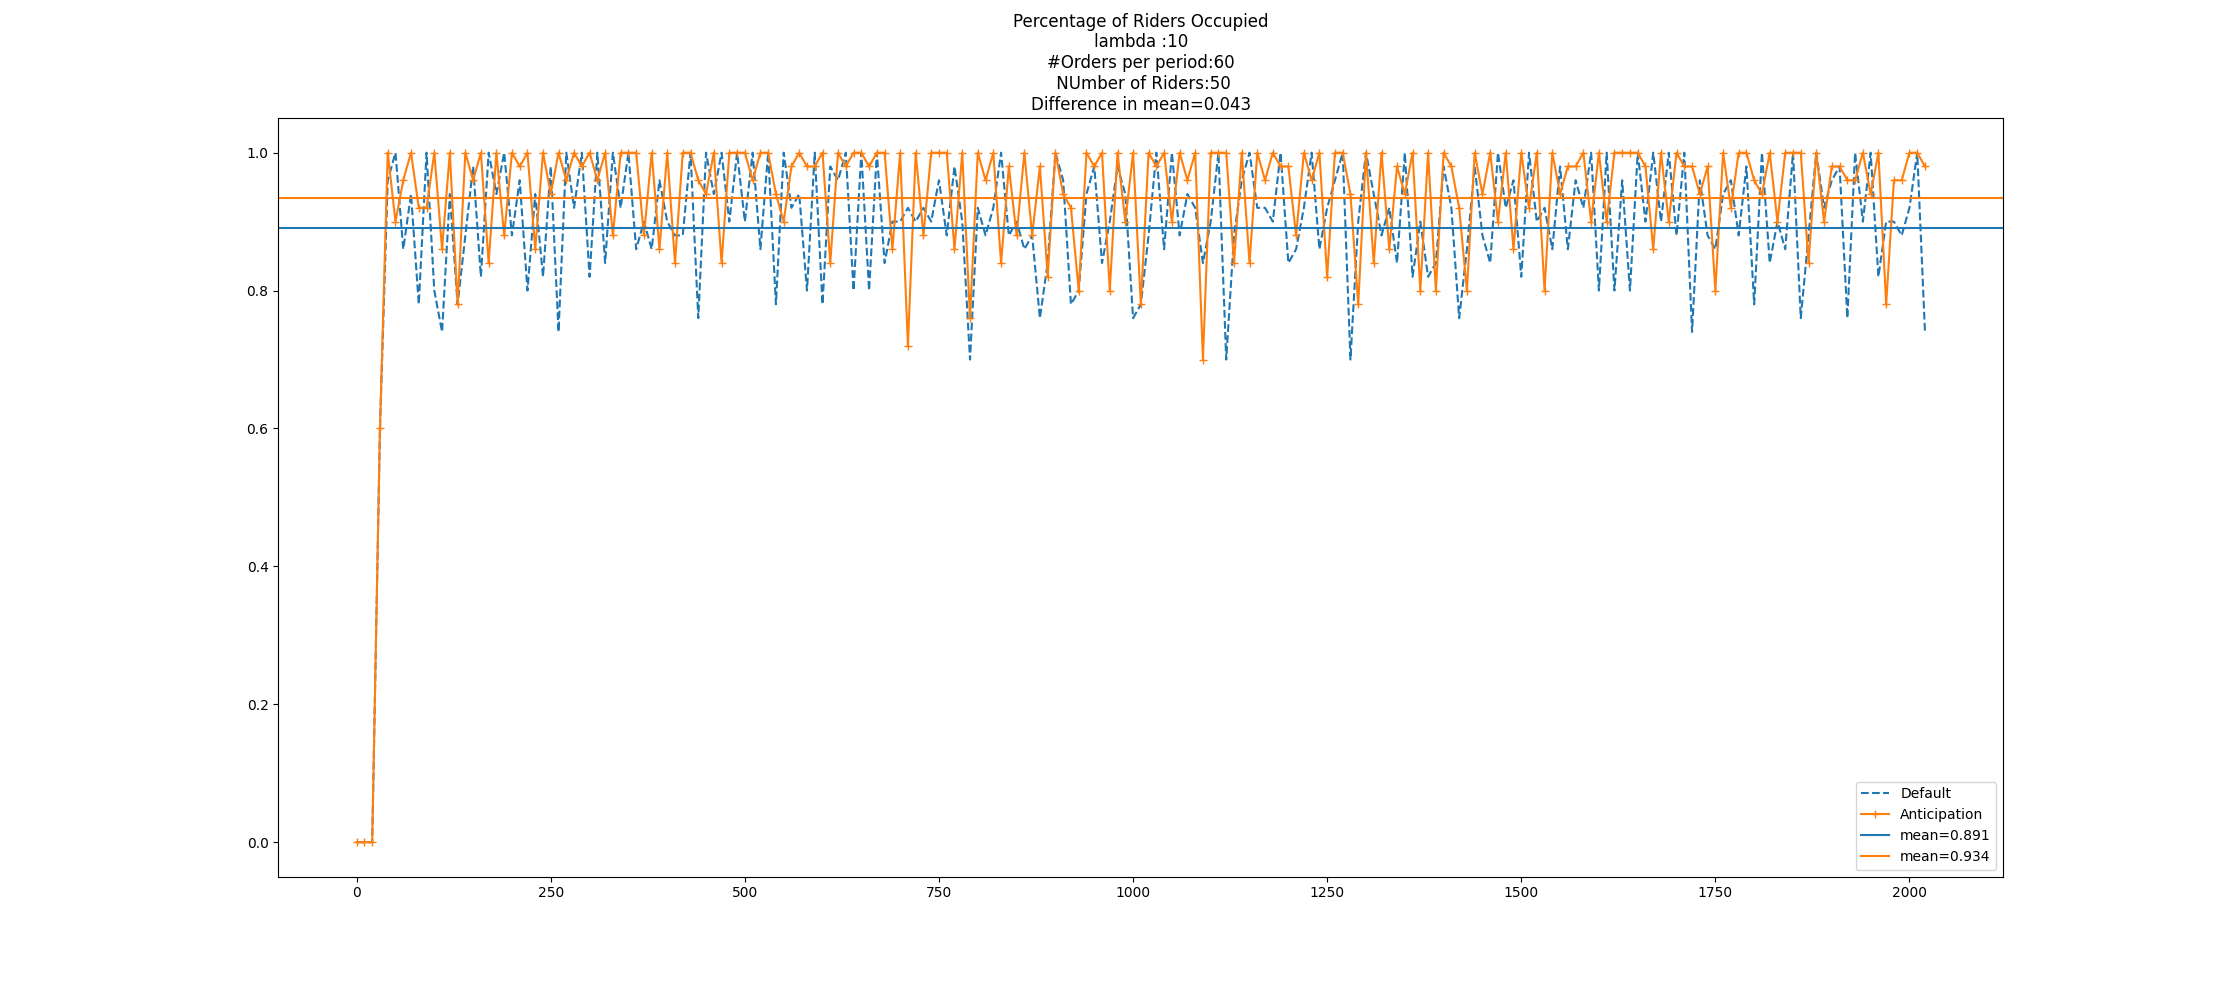 Percentage of Riders Occupied
lambda :10
#Orders per period:60
NUmber of Riders:50
Difference in mean=0.043
1.0
0.8
0.6
0.4
0.2
0.0
0 250 500 750 1000 1250 1500 1750 2000
Default
Anticipation
mean=0.891
mean=0.934